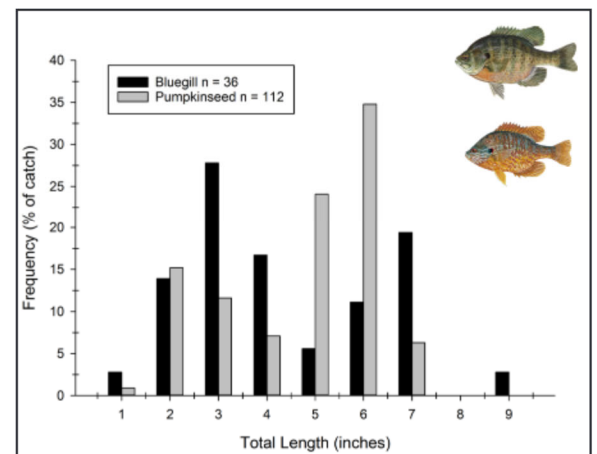 Bluegill n = 36
Pumpkinseed n = 112
Frequency (% of catch)
40
35
30
25
20
15
10
5
0
1 2 3 4 5 6 7 8 9
Total Length (inches)